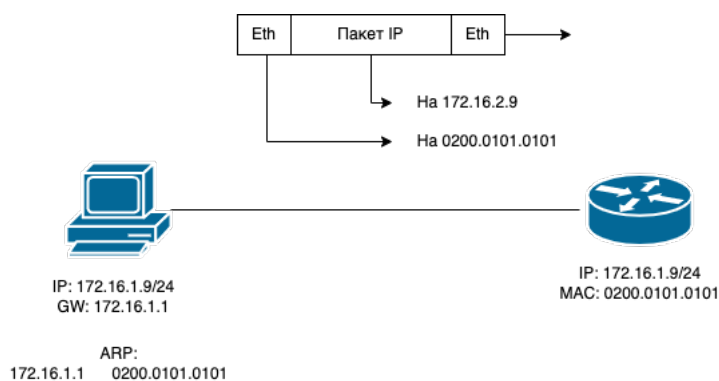 Eth Пакет IP Eth
На 172.16.2.9
На 0200.0101.0101
IP: 172.16.1.9/24
GW: 172.16.1.1
IP: 172.16.1.9/24
MAC: 0200.0101.0101
ARP:
172.16.1.1 0200.0101.0101